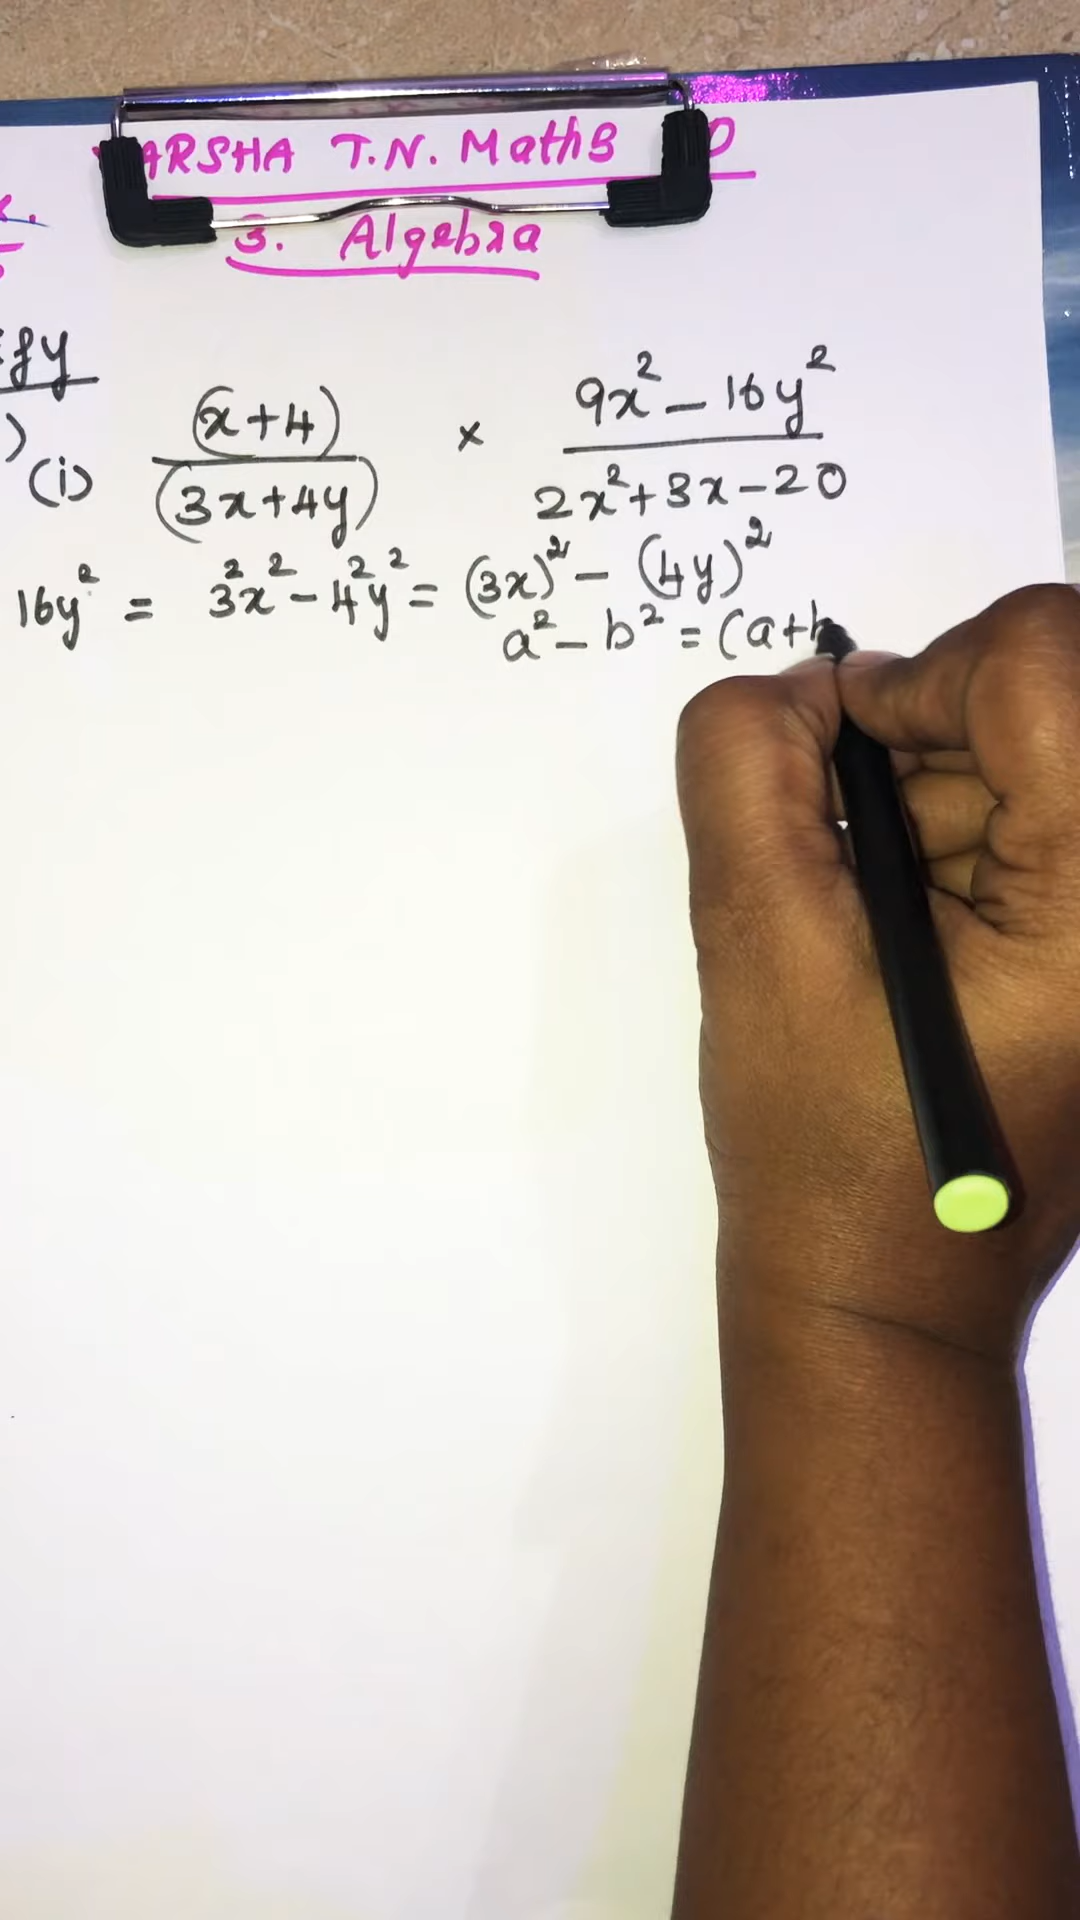 ARSHA T.N. Maths
3. Algebra
(i) (x+4)/(3x+4y) × (9x² - 16y²)/(2x²+3x-20)
16y² = 3²x² - 4²y² = (3x)² - (4y)²
a² - b² = (a+b